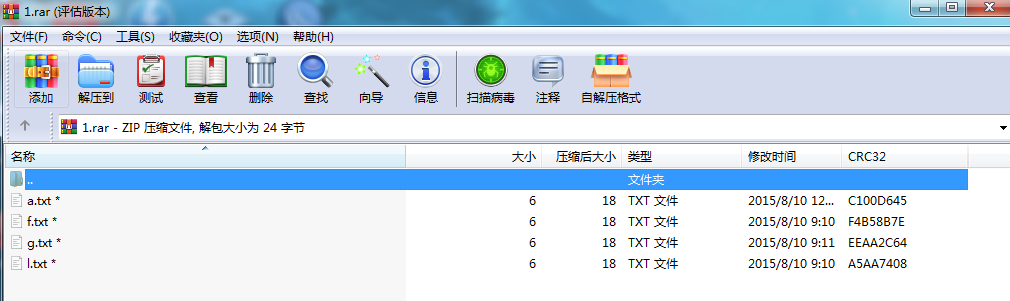 1.rar (评估版本)
文件(F) 命令(C) 工具(S) 收藏夹(O) 选项(N) 帮助(H)
添加 解压到 测试 查看 删除 查找 向导 信息 扫描病毒 注释 自解压格式
1.rar - ZIP 压缩文件, 解包大小为 24 字节
名称 大小 压缩后大小 类型 修改时间 CRC32
.. 文件夹
a.txt * 6 18 TXT 文件 2015/8/10 12... C100D645
f.txt * 6 18 TXT 文件 2015/8/10 9:10 F4B58B7E
g.txt * 6 18 TXT 文件 2015/8/10 9:11 EEAA2C64
l.txt * 6 18 TXT 文件 2015/8/10 9:10 A5AA7408